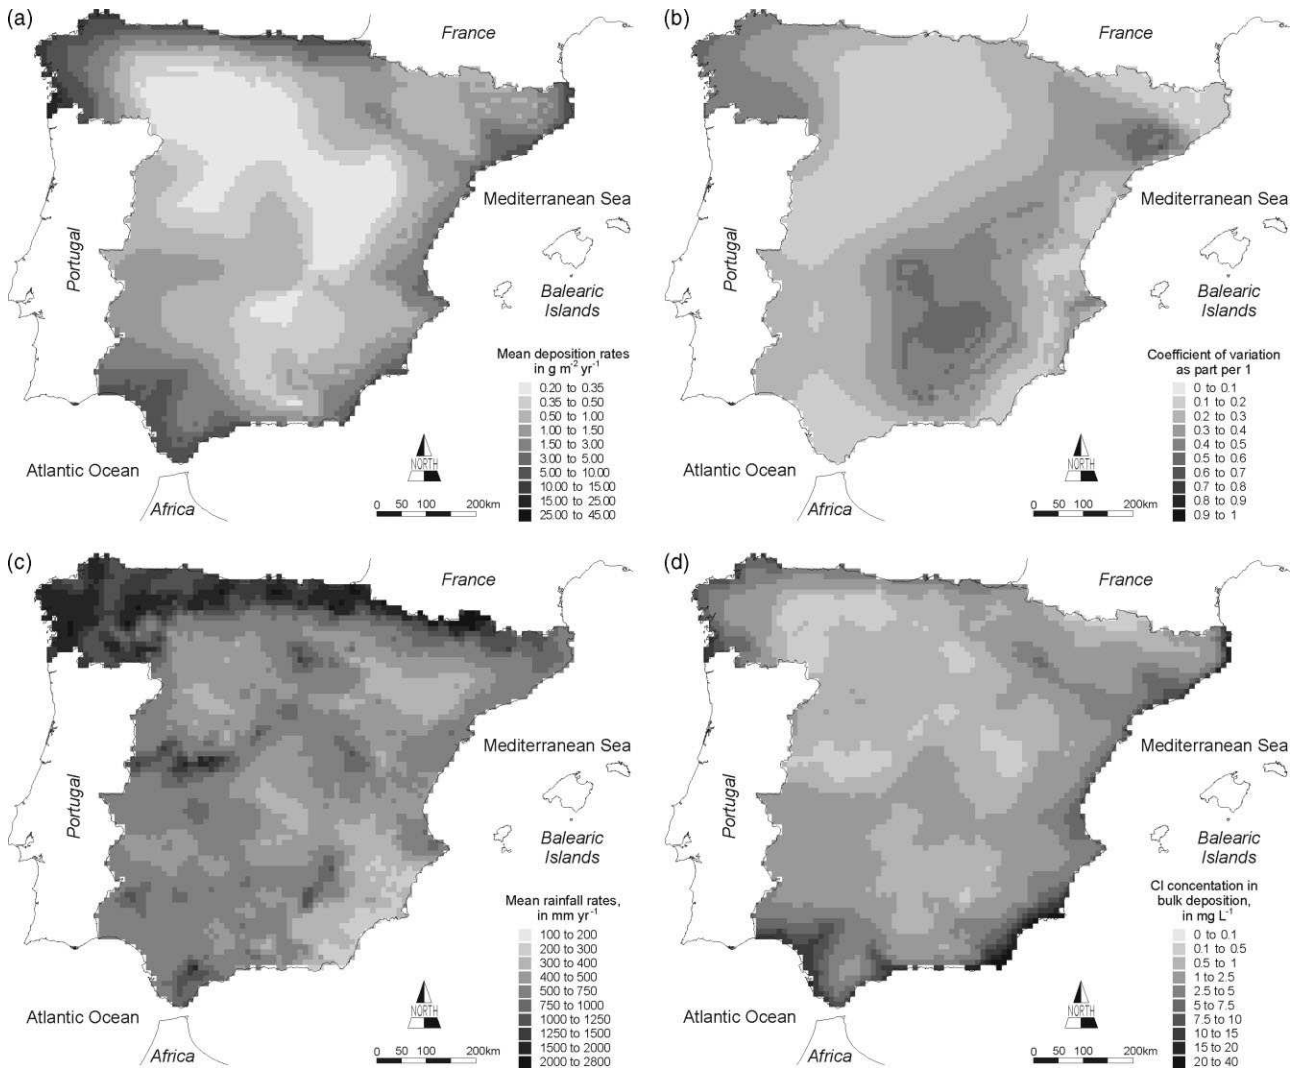 (a)
France
Portugal
Mediterranean Sea
Balearic
Islands
Mean deposition rates
in g m⁻² yr⁻¹
0.20 to 0.35
0.35 to 0.50
0.50 to 1.00
1.00 to 1.50
1.50 to 3.00
3.00 to 5.00
5.00 to 10.00
10.00 to 15.00
15.00 to 25.00
25.00 to 45.00
Atlantic Ocean
Africa
NORTH
0 50 100 200km
(b)
France
Portugal
Mediterranean Sea
Balearic
Islands
Coefficient of variation
as part per 1
0 to 0.1
0.1 to 0.2
0.2 to 0.3
0.3 to 0.4
0.4 to 0.5
0.5 to 0.6
0.6 to 0.7
0.7 to 0.8
0.8 to 0.9
0.9 to 1
Atlantic Ocean
Africa
NORTH
0 50 100 200km
(c)
France
Portugal
Mediterranean Sea
Balearic
Islands
Mean rainfall rates,
in mm yr⁻¹
100 to 200
200 to 300
300 to 400
400 to 500
500 to 750
750 to 1000
1000 to 1250
1250 to 1500
1500 to 2000
2000 to 2800
Atlantic Ocean
Africa
NORTH
0 50 100 200km
(d)
France
Portugal
Mediterranean Sea
Balearic
Islands
Cl concentation in
bulk deposition,
in mg L⁻¹
0 to 0.1
0.1 to 0.5
0.5 to 1
1 to 2.5
2.5 to 5
5 to 7.5
7.5 to 10
10 to 15
15 to 20
20 to 40
Atlantic Ocean
Africa
NORTH
0 50 100 200km